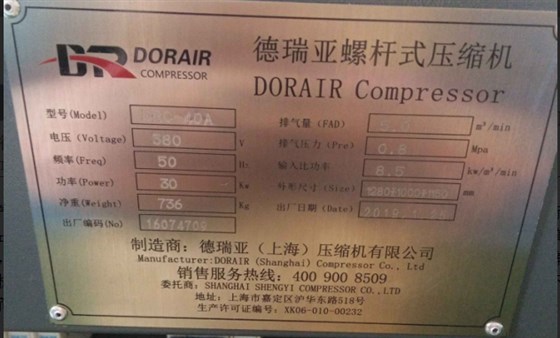 DR DORAIR
COMPRESSOR
德瑞亚螺杆式压缩机
DORAIR Compressor
型号(Model) -40A
电压(Voltage) 380 V
频率(Freq) 50 Hz
功率(Power) 30 Kw
净重(Weight) 736 Kg
出厂编码(No) 16074709
排气量(FAD) m³/min
排气压力(Pre) 0.8 Mpa
输入比功率 8.5 kw/m³/min
外形尺寸(Size) mm
出厂日期(Date)
制造商：德瑞亚（上海）压缩机有限公司
Manufacturer:DORAIR (Shanghai) Compressor Co., Ltd
销售服务热线：400 900 8509
委托商：SHANGHAI SHENGYI COMPRESSOR CO.,LTD
地址：上海市嘉定区沪华东路518号
生产许可证编号：XK06-010-00232